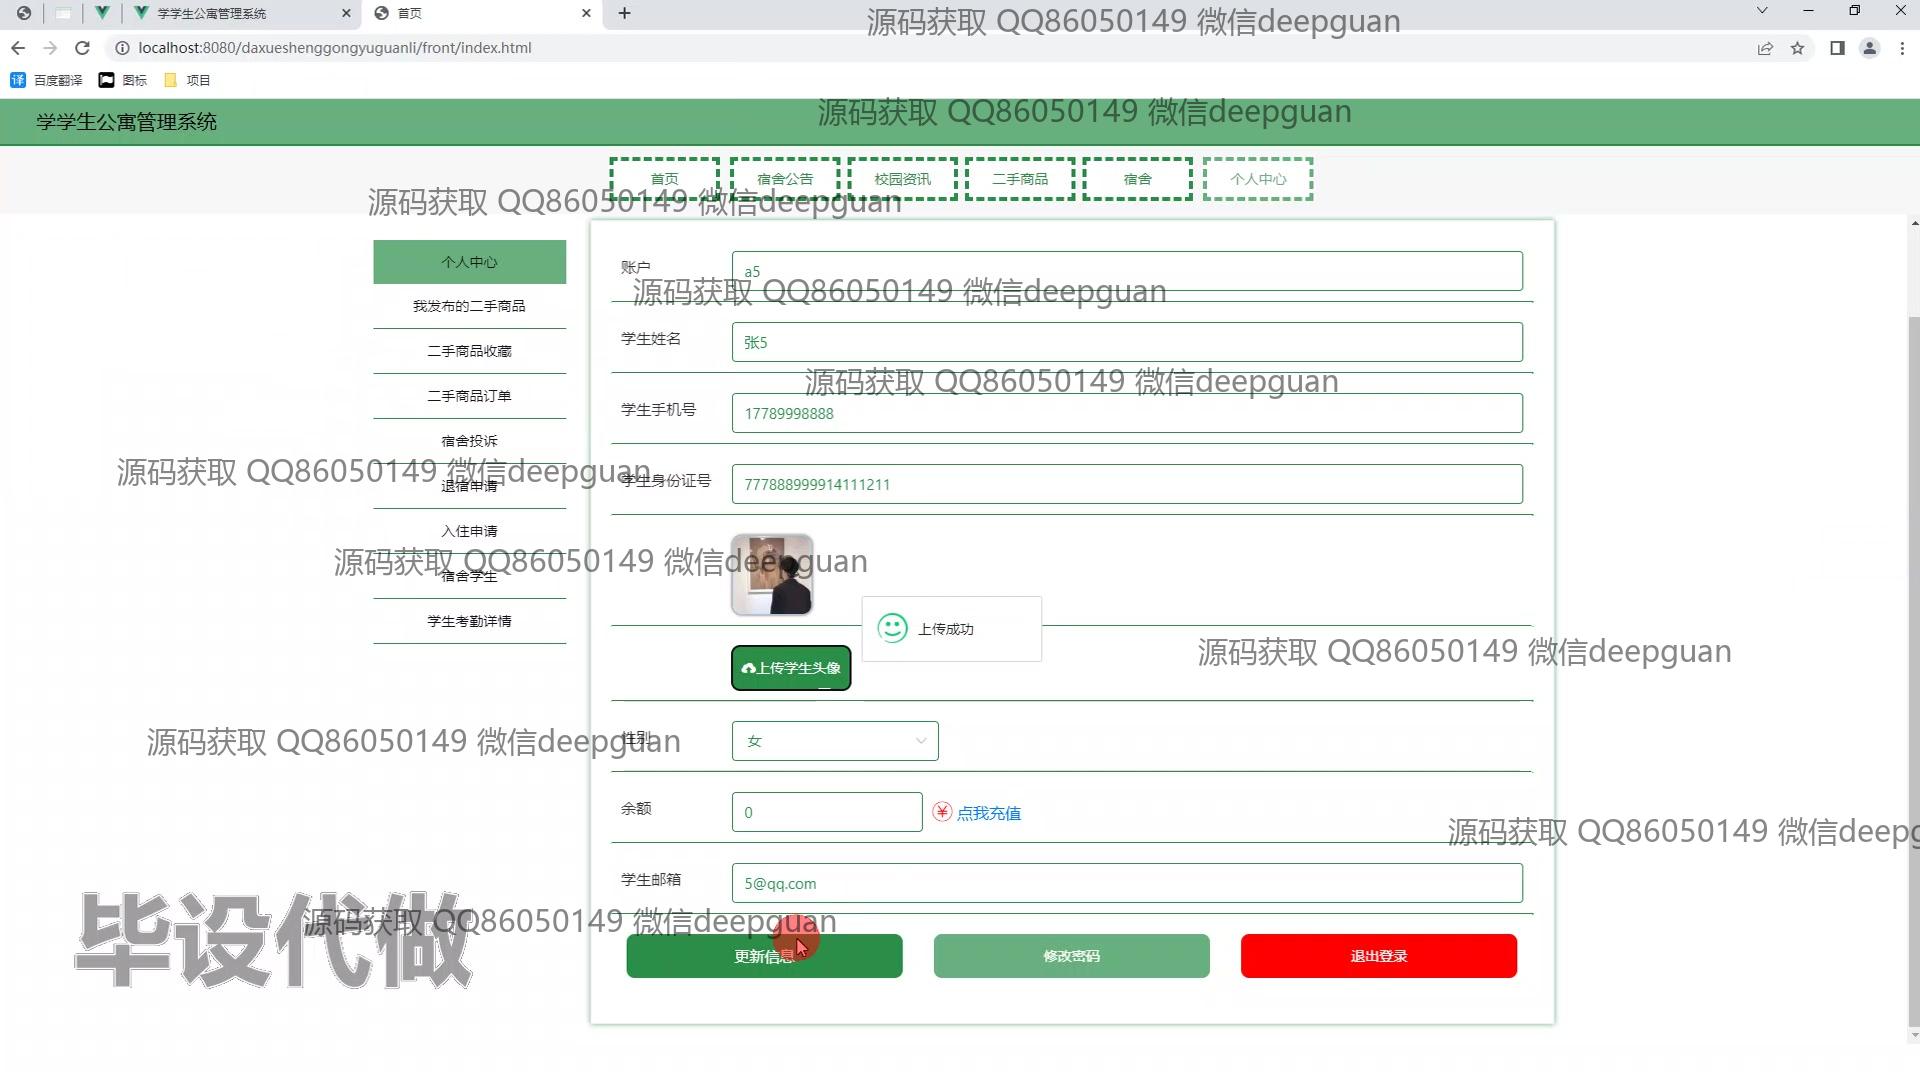 学学生公寓管理系统
首页
源码获取 QQ86050149 微信deepguan
localhost:8080/daxueshenggongyuguanli/front/index.html
百度翻译
图标
项目
学学生公寓管理系统
源码获取 QQ86050149 微信deepguan
首页
宿舍公告
校园资讯
二手商品
宿舍
个人中心
源码获取 QQ86050149 微信deepguan
个人中心
账户
a5
源码获取 QQ86050149 微信deepguan
我发布的二手商品
学生姓名
张5
二手商品收藏
源码获取 QQ86050149 微信deepguan
二手商品订单
学生手机号
17789998888
宿舍投诉
源码获取 QQ86050149 微信deepguan
退宿申请
学生身份证号
777888999914111211
入住申请
源码获取 QQ86050149 微信deepguan
宿舍学生
学生考勤详情
上传成功
源码获取 QQ86050149 微信deepguan
上传学生头像
源码获取 QQ86050149 微信deepguan
性别
女
余额
0
点我充值
源码获取 QQ86050149 微信deepg
学生邮箱
5@qq.com
毕设代做
源码获取 QQ86050149 微信deepguan
更新信息
修改密码
退出登录